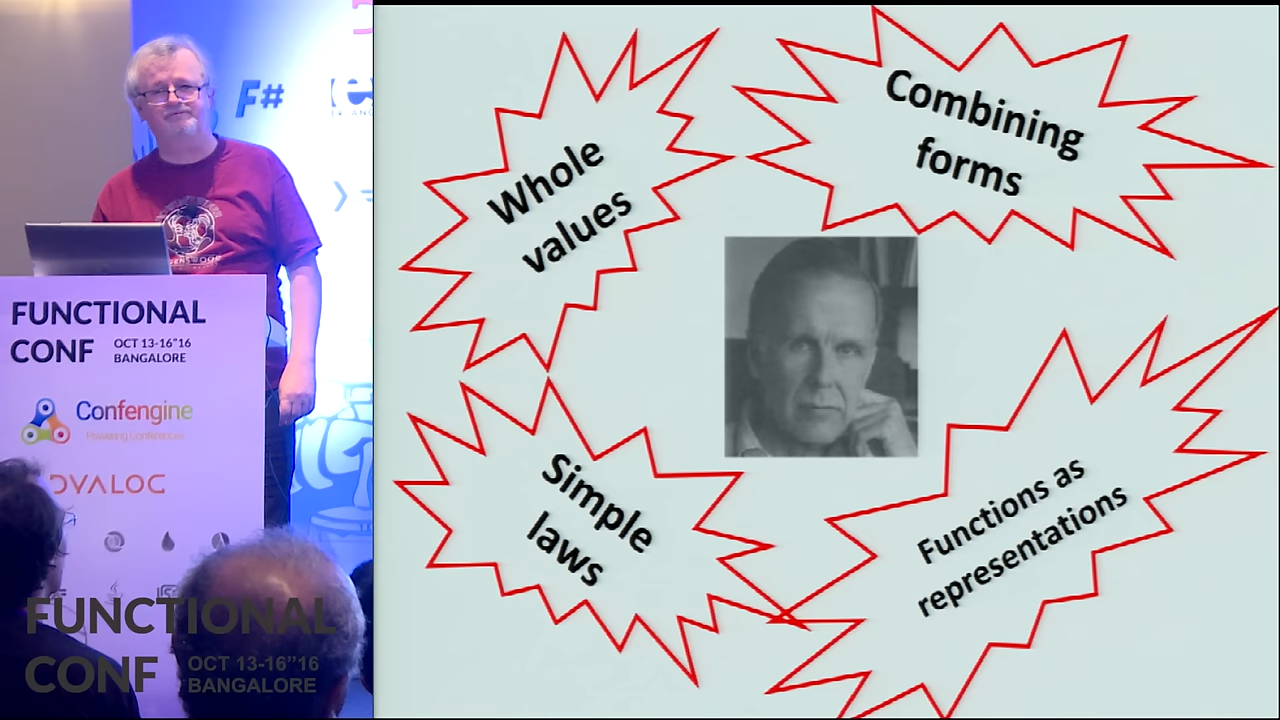 F#
FUNCTIONAL
CONF
OCT 13-16"16
BANGALORE
Confengine
Powering Conferences
DYALOG
FUNCTIONAL
CONF
OCT 13-16"16
BANGALORE
Whole
values
Combining
forms
Simple
laws
Functions as
representations